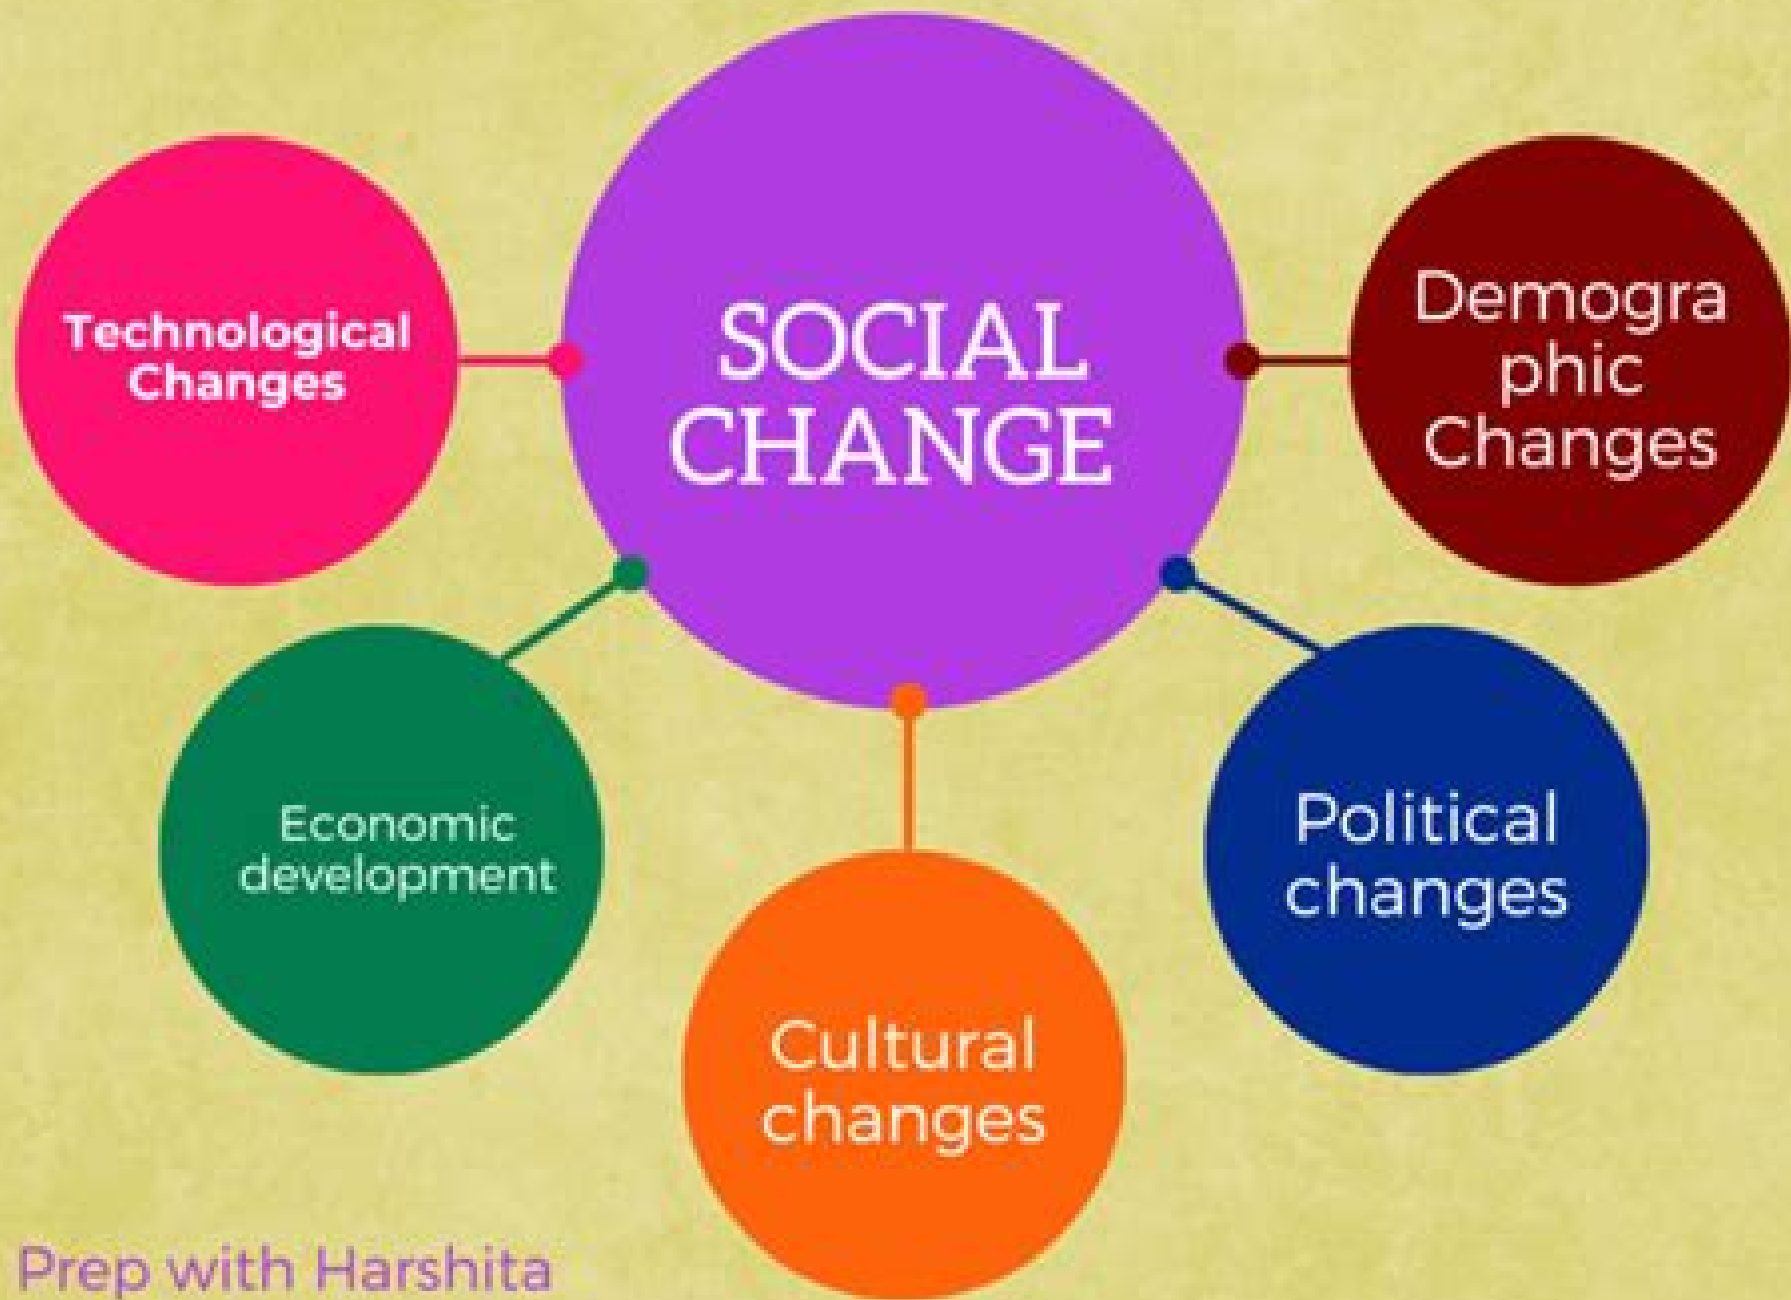 SOCIAL
CHANGE
Technological
Changes
Economic
development
Cultural
changes
Political
changes
Demogra
phic
Changes
Prep with Harshita